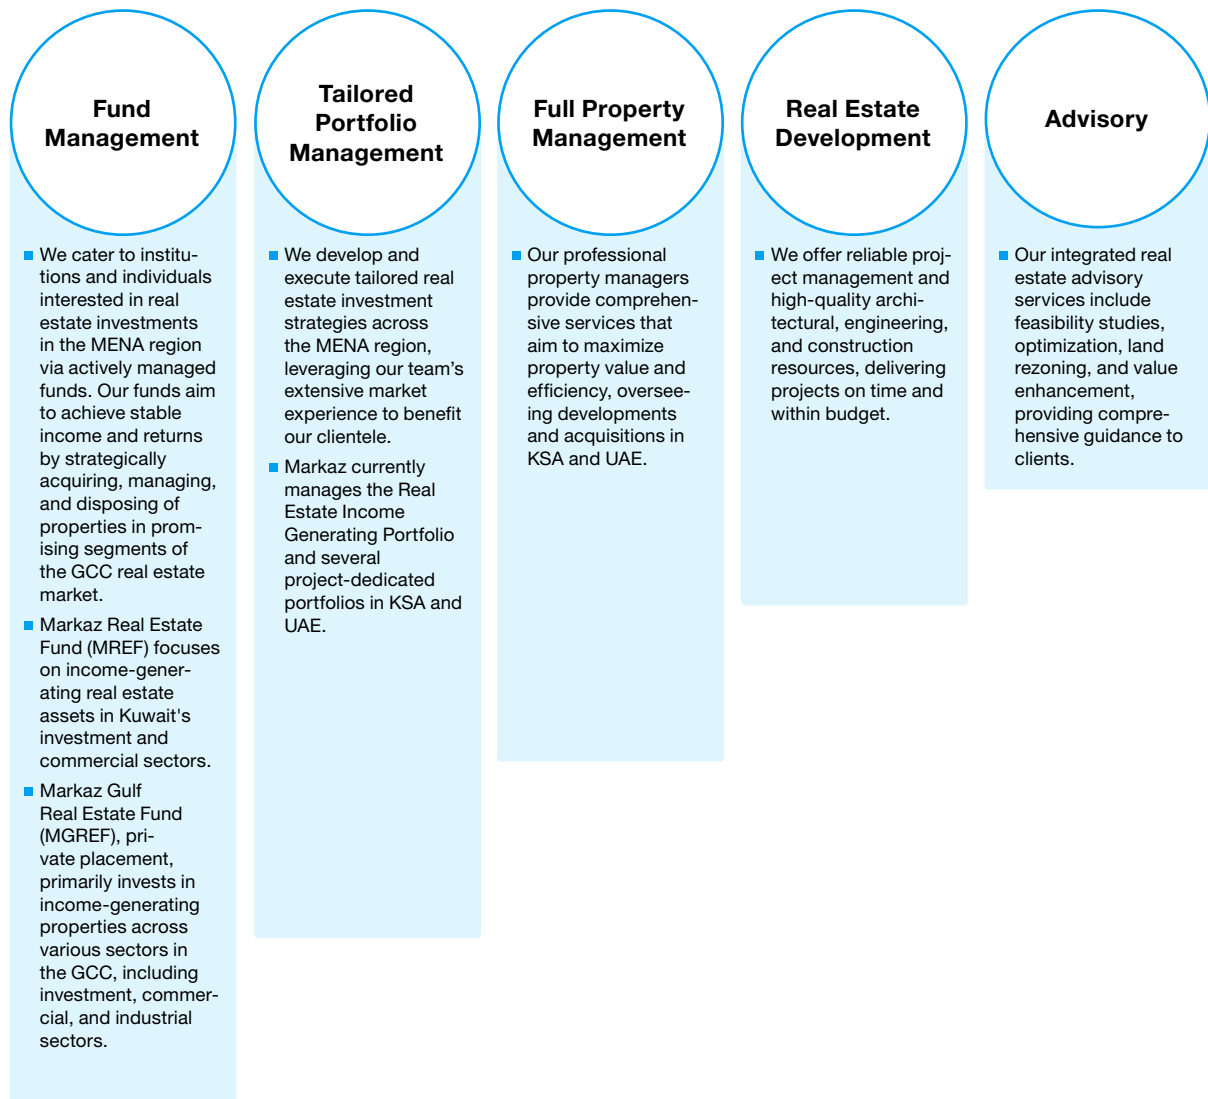 Fund
Management
We cater to institu-
tions and individuals
interested in real
estate investments
in the MENA region
via actively managed
funds. Our funds aim
to achieve stable
income and returns
by strategically
acquiring, managing,
and disposing of
properties in prom-
ising segments of
the GCC real estate
market.
Markaz Real Estate
Fund (MREF) focuses
on income-gener-
ating real estate
assets in Kuwait's
investment and
commercial sectors.
Markaz Gulf
Real Estate Fund
(MGREF), pri-
vate placement,
primarily invests in
income-generating
properties across
various sectors in
the GCC, including
investment, commer-
cial, and industrial
sectors.
Tailored
Portfolio
Management
We develop and
execute tailored real
estate investment
strategies across
the MENA region,
leveraging our team’s
extensive market
experience to benefit
our clientele.
Markaz currently
manages the Real
Estate Income
Generating Portfolio
and several
project-dedicated
portfolios in KSA and
UAE.
Full Property
Management
Our professional
property managers
provide comprehen-
sive services that
aim to maximize
property value and
efficiency, oversee-
ing developments
and acquisitions in
KSA and UAE.
Real Estate
Development
We offer reliable proj-
ect management and
high-quality archi-
tectural, engineering,
and construction
resources, delivering
projects on time and
within budget.
Advisory
Our integrated real
estate advisory
services include
feasibility studies,
optimization, land
rezoning, and value
enhancement,
providing compre-
hensive guidance to
clients.